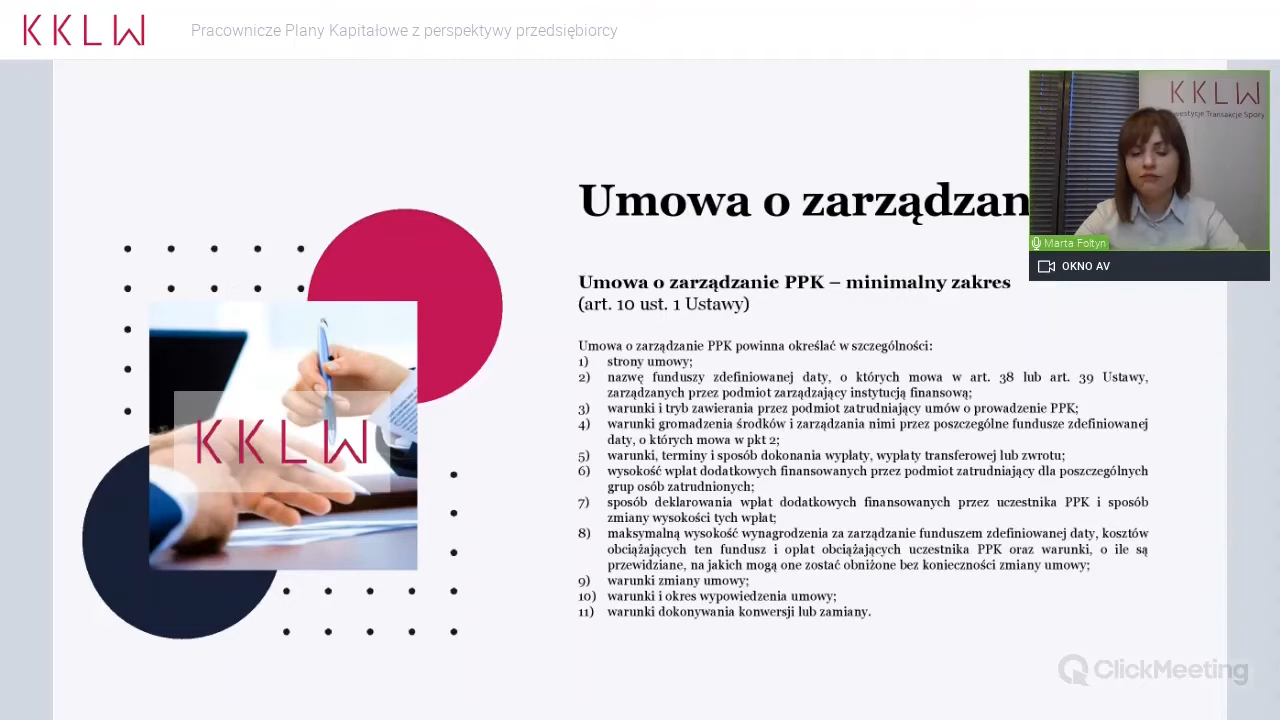 KKLW
Pracownicze Plany Kapitałowe z perspektywy przedsiębiorcy
KKLW
Inwestycje Transakcje Spory
Marta Foltyn
OKNO AV
Umowa o zarządzan
Umowa o zarządzanie PPK – minimalny zakres
(art. 10 ust. 1 Ustawy)
Umowa o zarządzanie PPK powinna określać w szczególności:
1) strony umowy;
2) nazwę funduszy zdefiniowanej daty, o których mowa w art. 38 lub art. 39 Ustawy,
zarządzanych przez podmiot zarządzający instytucją finansową;
3) warunki i tryb zawierania przez podmiot zatrudniający umów o prowadzenie PPK;
4) warunki gromadzenia środków i zarządzania nimi przez poszczególne fundusze zdefiniowanej
daty, o których mowa w pkt 2;
5) warunki, terminy i sposób dokonania wypłaty, wypłaty transferowej lub zwrotu;
6) wysokość wpłat dodatkowych finansowanych przez podmiot zatrudniający dla poszczególnych
grup osób zatrudnionych;
7) sposób deklarowania wpłat dodatkowych finansowanych przez uczestnika PPK i sposób
zmiany wysokości tych wpłat;
8) maksymalną wysokość wynagrodzenia za zarządzanie funduszem zdefiniowanej daty, kosztów
obciążających ten fundusz i opłat obciążających uczestnika PPK oraz warunki, o ile są
przewidziane, na jakich mogą one zostać obniżone bez konieczności zmiany umowy;
9) warunki zmiany umowy;
10) warunki i okres wypowiedzenia umowy;
11) warunki dokonywania konwersji lub zamiany.
KKLW
ClickMeeting